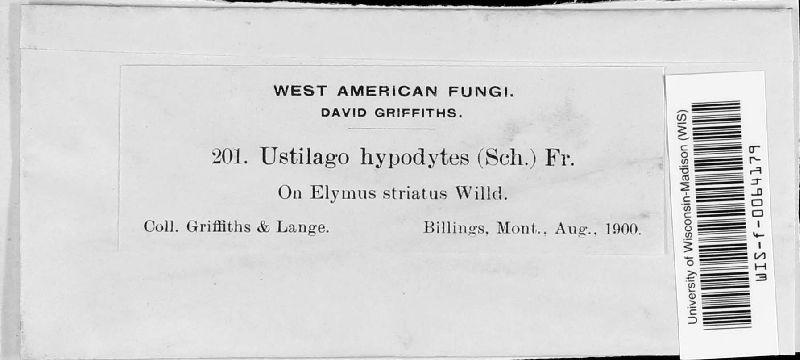 WEST AMERICAN FUNGI.
DAVID GRIFFITHS.
201. Ustilago hypodytes (Sch.) Fr.
On Elymus striatus Willd.
Coll. Griffiths & Lange. Billings, Mont., Aug., 1900.
University of Wisconsin-Madison (WIS)
WIS-f-0064179